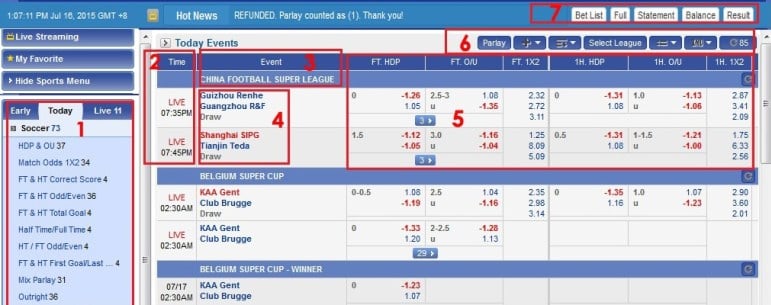 1:07:11 PM Jul 16, 2015 GMT +8 Hot News REFUNDED. Parlay counted as (1). Thank you! 7 Bet List Full Statement Balance Result
Live Streaming
My Favorite
Hide Sports Menu
Early Today Live 11
1
Soccer 73
HDP & OU 37
Match Odds 1X2 34
FT & HT Correct Score 4
FT & HT Odd/Even 36
FT & HT Total Goal 4
Half Time/Full Time 4
HT / FT Odd/Even 4
FT & HT First Goal/Last ... 4
Mix Parlay 31
Outright 36
Today Events 6 Parlay Select League 85
2 Time Event 3 FT. HDP FT. O/U FT. 1X2 1H. HDP 1H. O/U 1H. 1X2
CHINA FOOTBALL SUPER LEAGUE
LIVE Guizhou Renhe 0 -1.26 2.5-3 1.08 2.32 0 -1.31 1.0 -1.13 2.87
07:35PM Guangzhou R&F 1.05 u -1.35 2.72 1.08 u -1.06 3.41
Draw 3 3.11 2.09
4 5
LIVE Shanghai SIPG 1.5 -1.12 3.0 -1.16 1.25 0.5 -1.31 1-1.5 -1.21 1.75
07:45PM Tianjin Teda -1.05 u -1.04 8.09 1.08 u -1.00 6.33
Draw 3 5.09 2.56
BELGIUM SUPER CUP
LIVE KAA Gent 0-0.5 1.08 2.5 1.04 2.35 0 -1.35 1.0 1.07 2.90
02:30AM Club Brugge -1.19 u -1.16 2.98 1.16 u -1.23 3.60
Draw 3.14 2.01
LIVE KAA Gent 0 -1.33 2-2.5 -1.28
02:30AM Club Brugge 1.20 u 1.13
29
BELGIUM SUPER CUP - WINNER
07/17 KAA Gent 0 -1.23
02:30AM Club Brugge 1.07